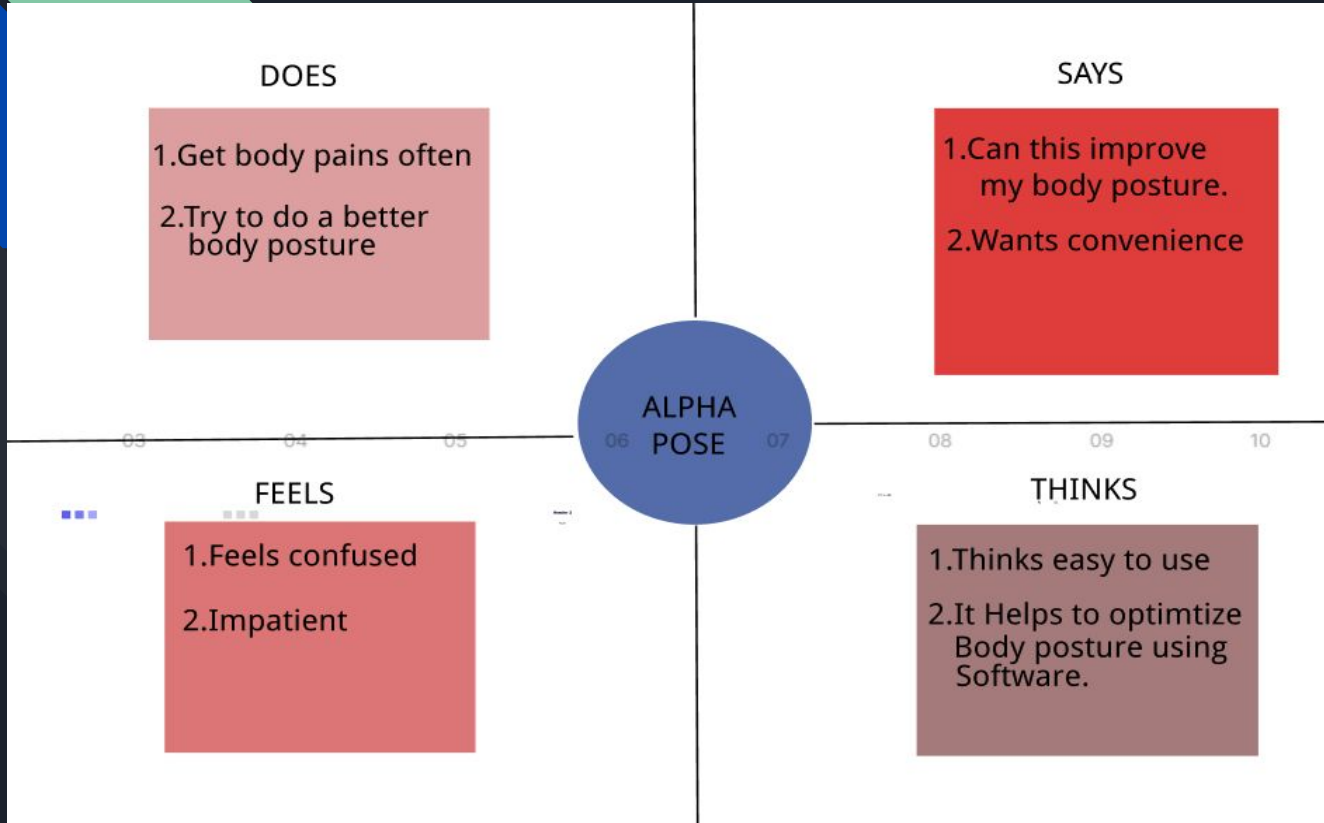 DOES
1.Get body pains often
2.Try to do a better
body posture
SAYS
1.Can this improve
my body posture.
2.Wants convenience
ALPHA
POSE
03 04 05 06 07 08 09 10
FEELS
1.Feels confused
2.Impatient
THINKS
1.Thinks easy to use
2.It Helps to optimtize
Body posture using
Software.